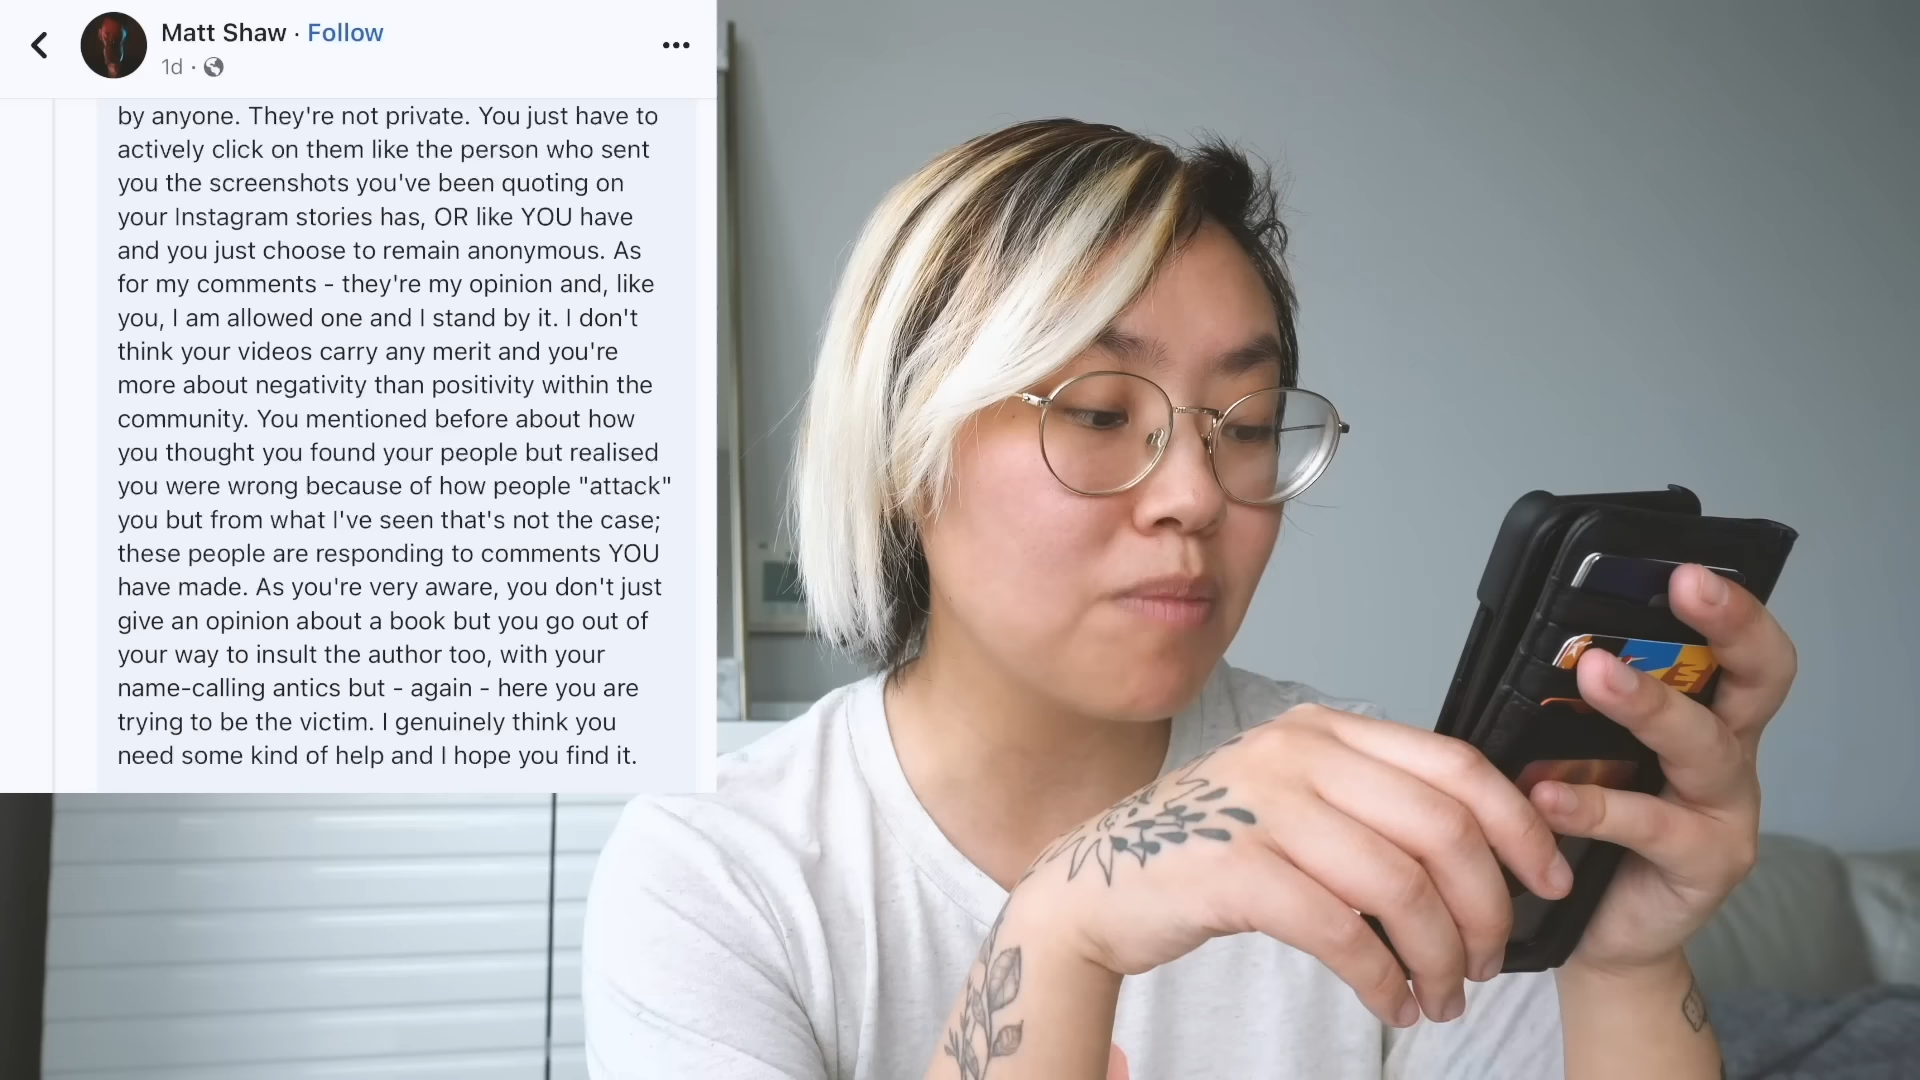 Matt Shaw · Follow
1d ·
by anyone. They're not private. You just have to
actively click on them like the person who sent
you the screenshots you've been quoting on
your Instagram stories has, OR like YOU have
and you just choose to remain anonymous. As
for my comments - they're my opinion and, like
you, I am allowed one and I stand by it. I don't
think your videos carry any merit and you're
more about negativity than positivity within the
community. You mentioned before about how
you thought you found your people but realised
you were wrong because of how people "attack"
you but from what I've seen that's not the case;
these people are responding to comments YOU
have made. As you're very aware, you don't just
give an opinion about a book but you go out of
your way to insult the author too, with your
name-calling antics but - again - here you are
trying to be the victim. I genuinely think you
need some kind of help and I hope you find it.